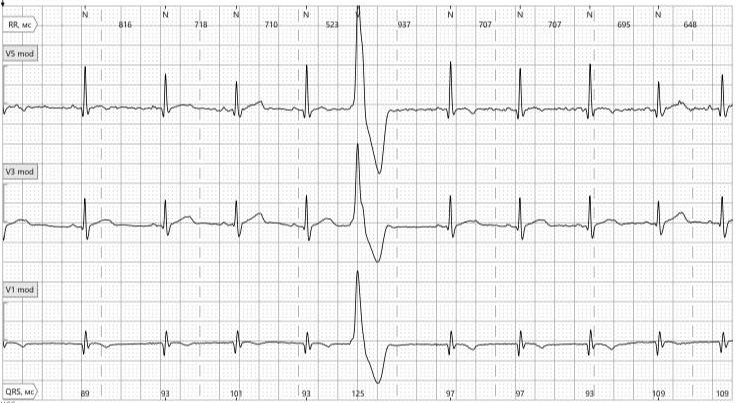 N N N N V N N N N
RR, мс 816 718 710 523 937 707 707 695 648
V5 mod
V3 mod
V1 mod
QRS, мс 89 93 101 93 125 97 97 93 109 109